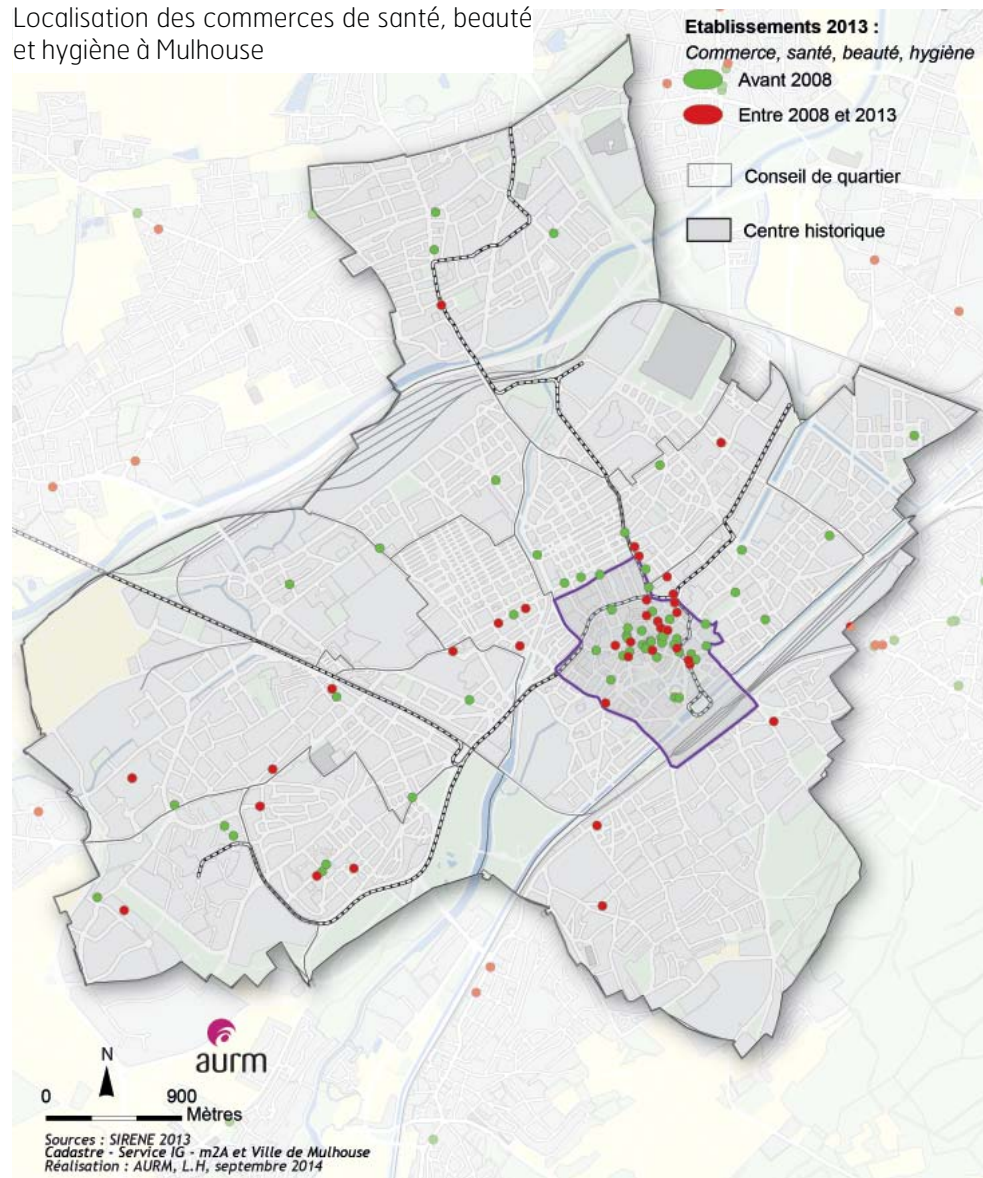 Localisation des commerces de santé, beauté
et hygiène à Mulhouse
Etablissements 2013 :
Commerce, santé, beauté, hygiène
Avant 2008
Entre 2008 et 2013
Conseil de quartier
Centre historique
aurm
N
0 900
Mètres
Sources : SIRENE 2013
Cadastre - Service IG - m2A et Ville de Mulhouse
Réalisation : AURM, L.H, septembre 2014